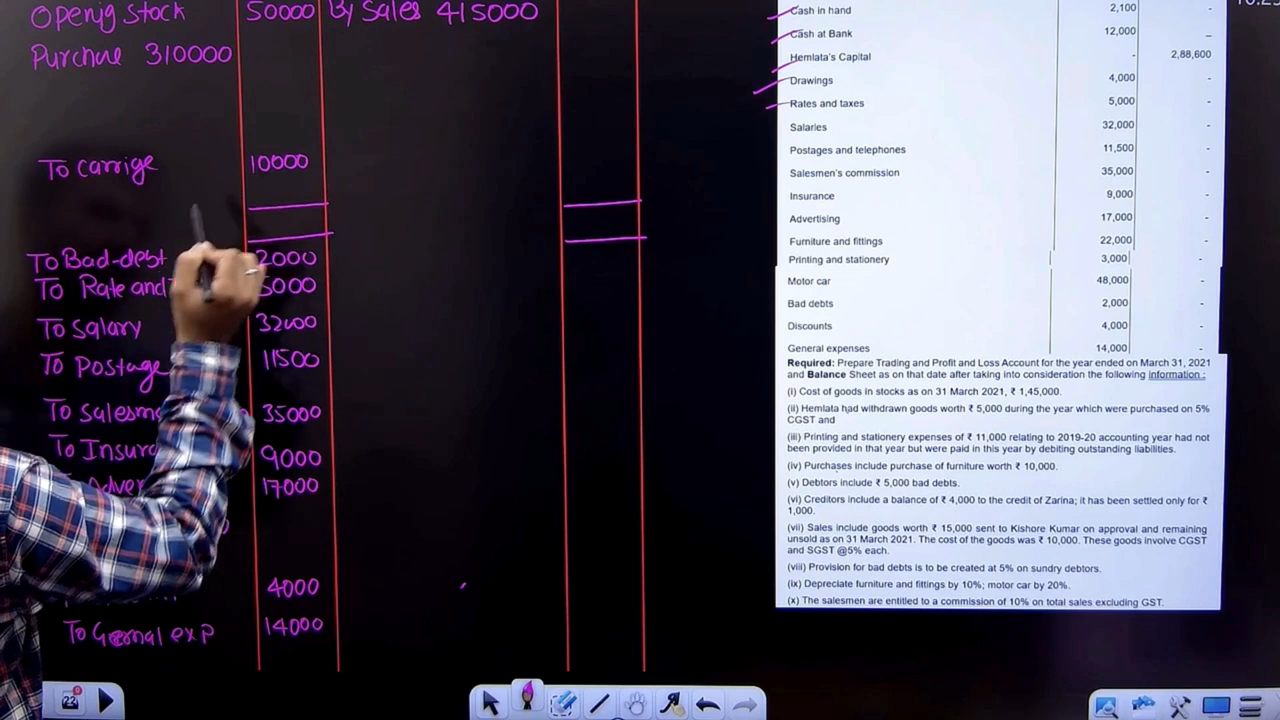 Openjg stock 50000 By Sales 415000
Purchase 310000
To Carrige 10000
To Bad-debt 2000
To Rate and 5000
To Salary 32000
To Postage 11500
To Salesm 35000
To Insura 9000
Adver 17000
4000
To General exp 14000
Cash in hand 2,100 -
Cash at Bank 12,000 –
Hemlata's Capital - 2,88,600
Drawings 4,000 -
Rates and taxes 5,000 -
Salaries 32,000 -
Postages and telephones 11,500 -
Salesmen's commission 35,000 -
Insurance 9,000 -
Advertising 17,000 -
Furniture and fittings 22,000 -
Printing and stationery 3,000 -
Motor car 48,000 -
Bad debts 2,000 -
Discounts 4,000 -
General expenses 14,000 -
Required: Prepare Trading and Profit and Loss Account for the year ended on March 31, 2021
and Balance Sheet as on that date after taking into consideration the following information :
(i) Cost of goods in stocks as on 31 March 2021, ₹ 1,45,000.
(ii) Hemlata had withdrawn goods worth ₹ 5,000 during the year which were purchased on 5%
CGST and
(iii) Printing and stationery expenses of ₹ 11,000 relating to 2019-20 accounting year had not
been provided in that year but were paid in this year by debiting outstanding liabilities.
(iv) Purchases include purchase of furniture worth ₹ 10,000.
(v) Debtors include ₹ 5,000 bad debts.
(vi) Creditors include a balance of ₹ 4,000 to the credit of Zarina; it has been settled only for ₹
1,000.
(vii) Sales include goods worth ₹ 15,000 sent to Kishore Kumar on approval and remaining
unsold as on 31 March 2021. The cost of the goods was ₹ 10,000. These goods involve CGST
and SGST @5% each.
(viii) Provision for bad debts is to be created at 5% on sundry debtors.
(ix) Depreciate furniture and fittings by 10%; motor car by 20%.
(x) The salesmen are entitled to a commission of 10% on total sales excluding GST.
22